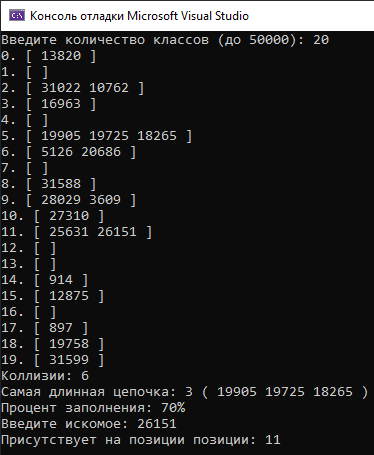 Консоль отладки Microsoft Visual Studio
Введите количество классов (до 50000): 20
0. [ 13820 ]
1. [ ]
2. [ 31022 10762 ]
3. [ 16963 ]
4. [ ]
5. [ 19905 19725 18265 ]
6. [ 5126 20686 ]
7. [ ]
8. [ 31588 ]
9. [ 28029 3609 ]
10. [ 27310 ]
11. [ 25631 26151 ]
12. [ ]
13. [ ]
14. [ 914 ]
15. [ 12875 ]
16. [ ]
17. [ 897 ]
18. [ 19758 ]
19. [ 31599 ]
Коллизии: 6
Самая длинная цепочка: 3 ( 19905 19725 18265 )
Процент заполнения: 70%
Введите искомое: 26151
Присутствует на позиции позиции: 11